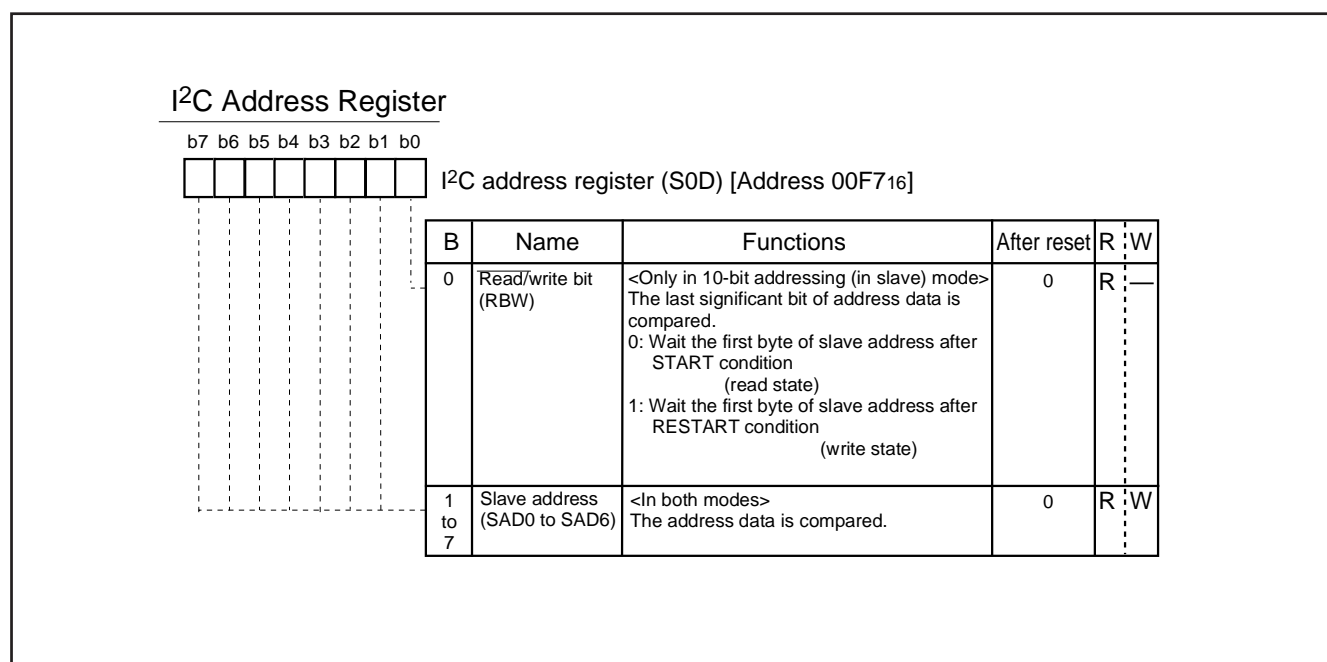 I2C Address Register
b7 b6 b5 b4 b3 b2 b1 b0
I2C address register (S0D) [Address 00F716]
B Name Functions After reset R W
0 Read/write bit (RBW) <Only in 10-bit addressing (in slave) mode> 0 R —
The last significant bit of address data is
compared.
0: Wait the first byte of slave address after
START condition
(read state)
1: Wait the first byte of slave address after
RESTART condition
(write state)
1 to 7 Slave address (SAD0 to SAD6) <In both modes> 0 R W
The address data is compared.